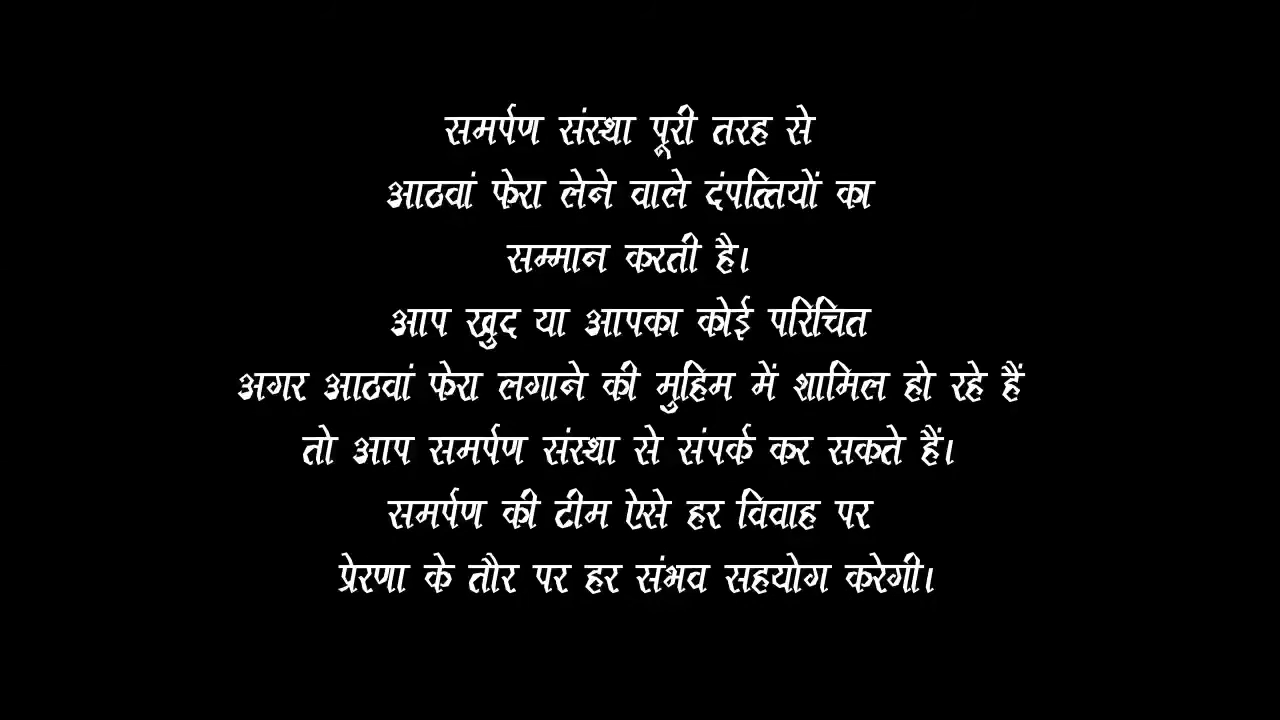 समर्पण संस्था पूरी तरह से
आठवां फेरा लेने वाले दंपत्तियों का
सम्मान करती है।
आप खुद या आपका कोई परिचित
अगर आठवां फेरा लगाने की मुहिम में शामिल हो रहे हैं
तो आप समर्पण संस्था से संपर्क कर सकते हैं।
समर्पण की टीम ऐसे हर विवाह पर
प्रेरणा के तौर पर हर संभव सहयोग करेगी।